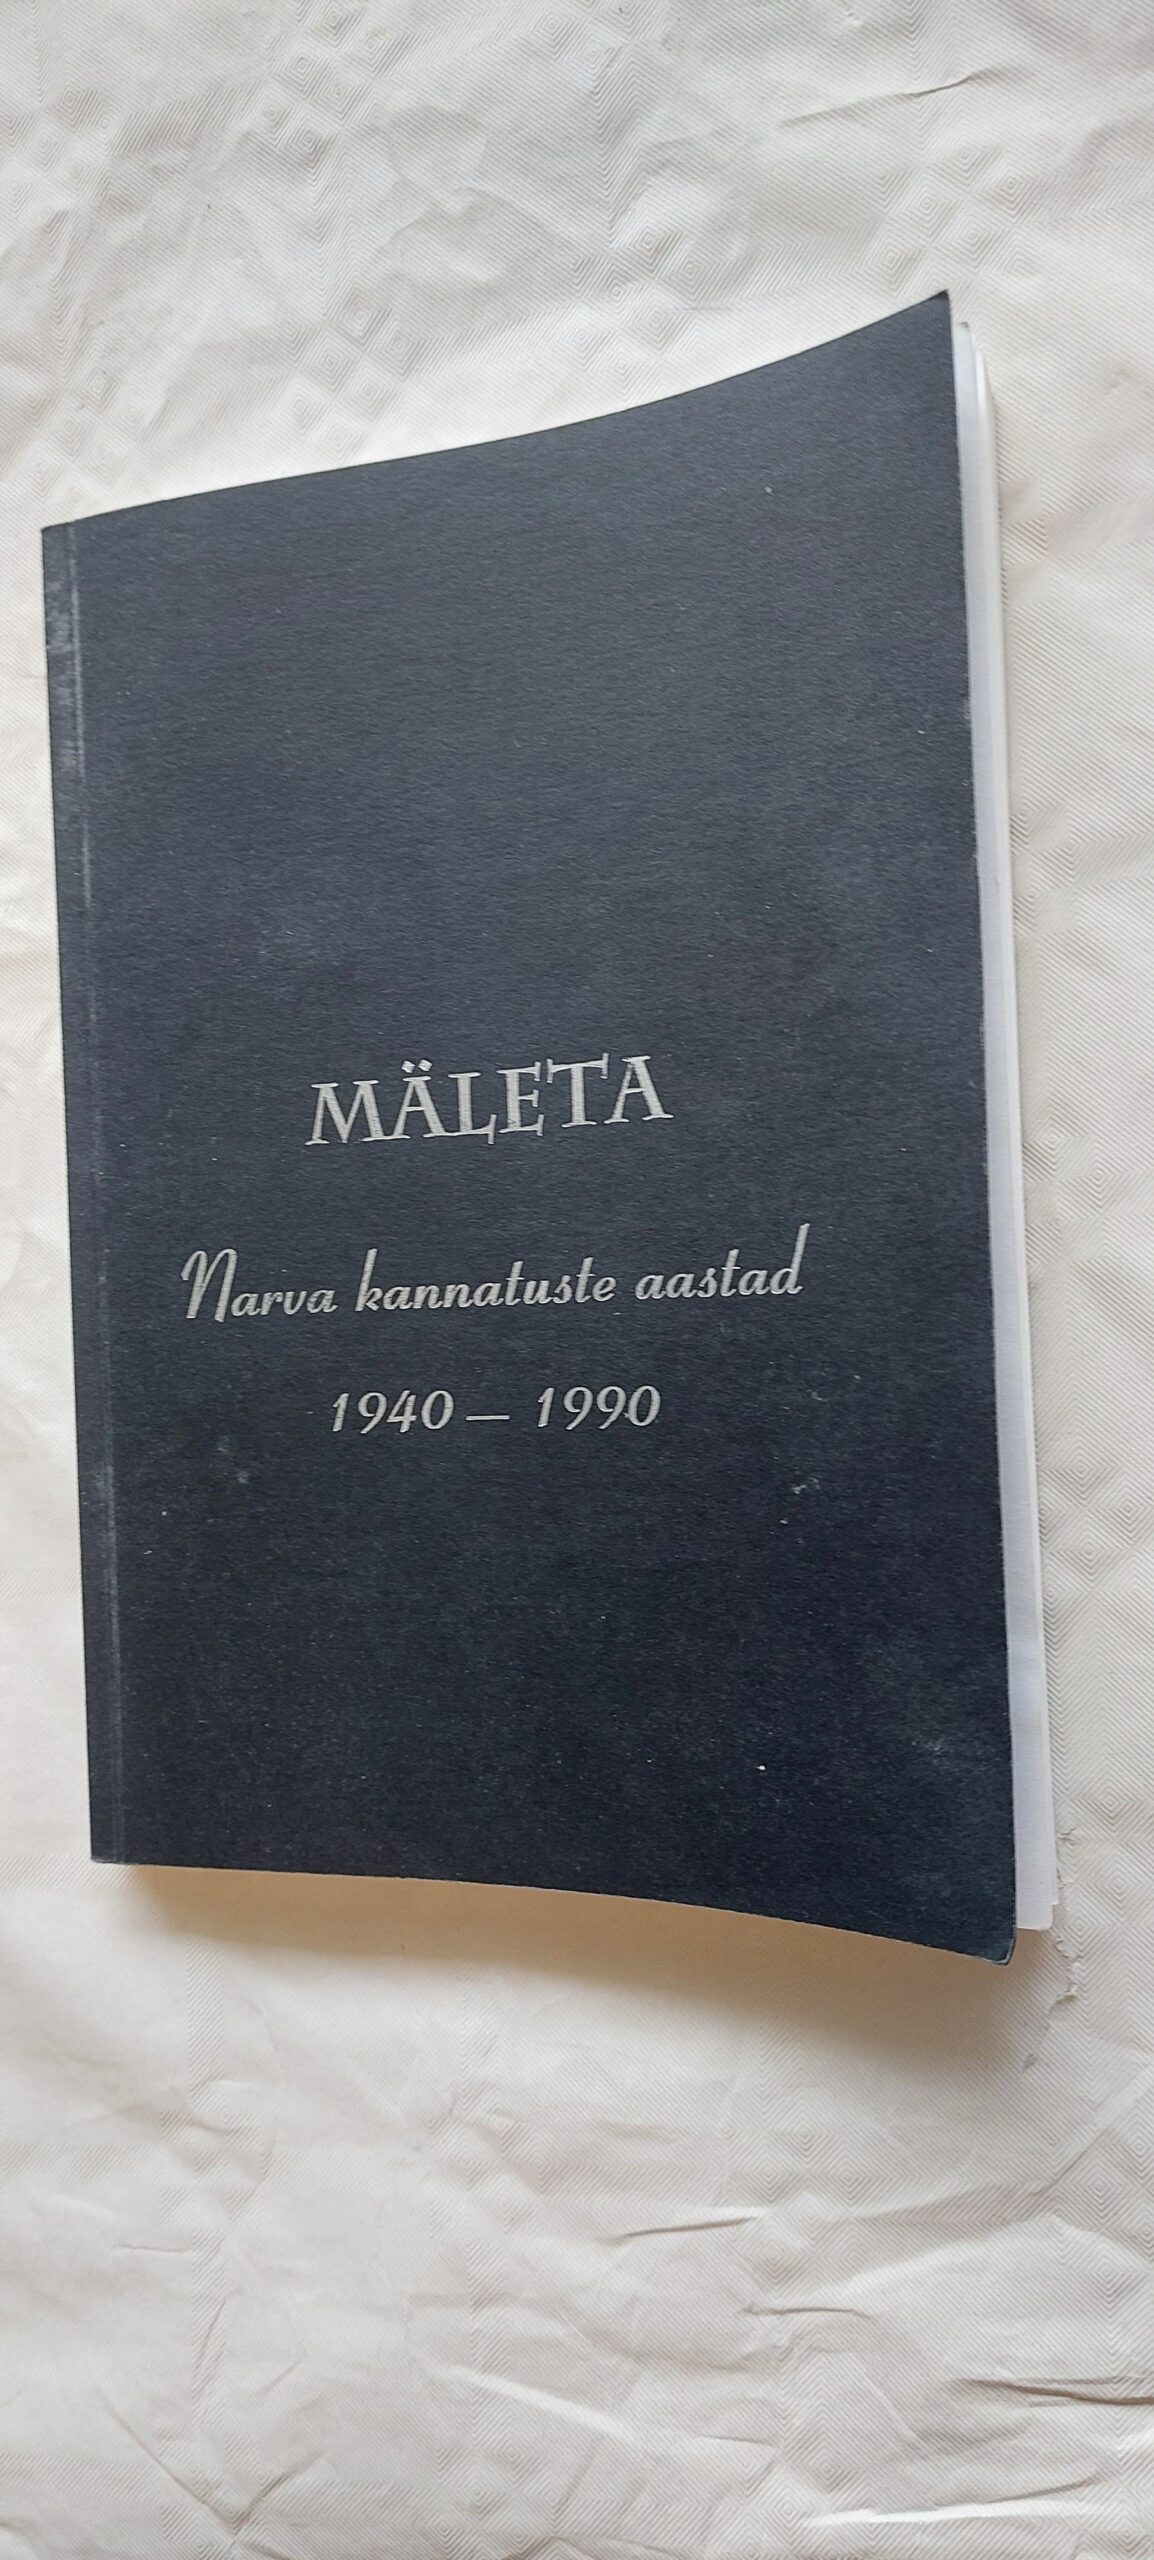 MÄLETA
Narva kannatuste aastad
1940 – 1990